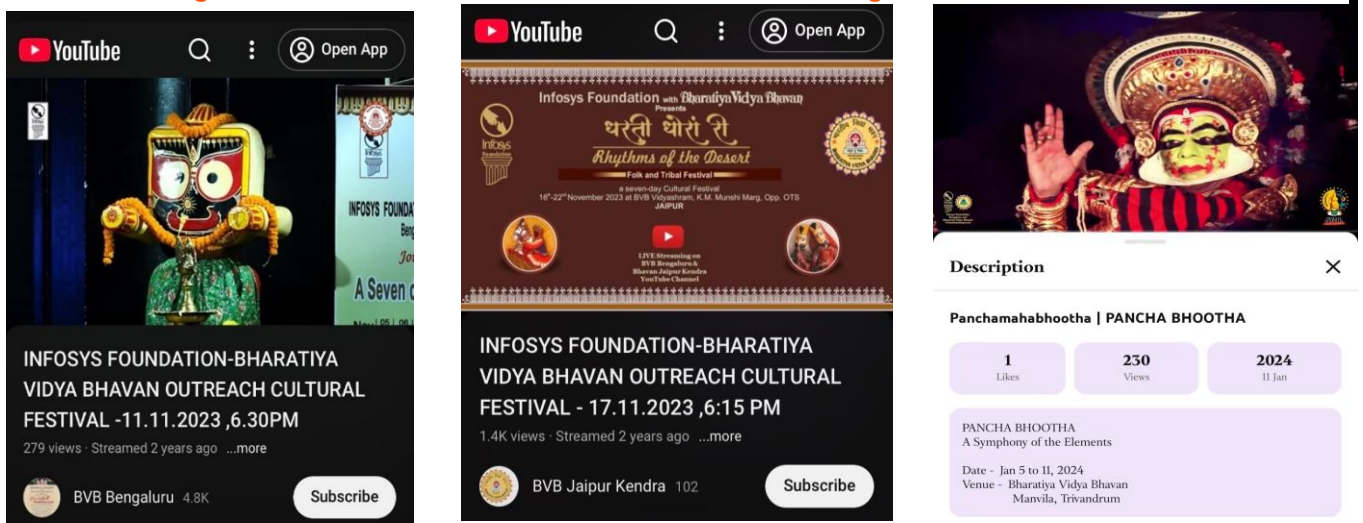 YouTube
Open App
INFOSYS FOUNDA
A Seven
INFOSYS FOUNDATION-BHARATIYA
VIDYA BHAVAN OUTREACH CULTURAL
FESTIVAL -11.11.2023 ,6.30PM
279 views · Streamed 2 years ago ...more
BVB Bengaluru 4.8K
Subscribe
YouTube
Open App
Infosys Foundation with Bharatiya Vidya Bhavan
Presents
धरती धोरां री
Rhythms of the Desert
Folk and Tribal Festival
a seven-day Cultural Festival
16th-22nd November 2023 at BVB Vidyashram, K.M. Munshi Marg, Opp. OTS
JAIPUR
Infosys
Foundation
LIVE Streaming on
BVB Bengaluru &
Bhavan Jaipur Kendra
YouTube Channel
INFOSYS FOUNDATION-BHARATIYA
VIDYA BHAVAN OUTREACH CULTURAL
FESTIVAL - 17.11.2023 ,6:15 PM
1.4K views · Streamed 2 years ago ...more
BVB Jaipur Kendra 102
Subscribe
Description
Panchamahabhootha | PANCHA BHOOTHA
1
Likes
230
Views
2024
11 Jan
PANCHA BHOOTHA
A Symphony of the Elements
Date - Jan 5 to 11, 2024
Venue - Bharatiya Vidya Bhavan
Manvila, Trivandrum